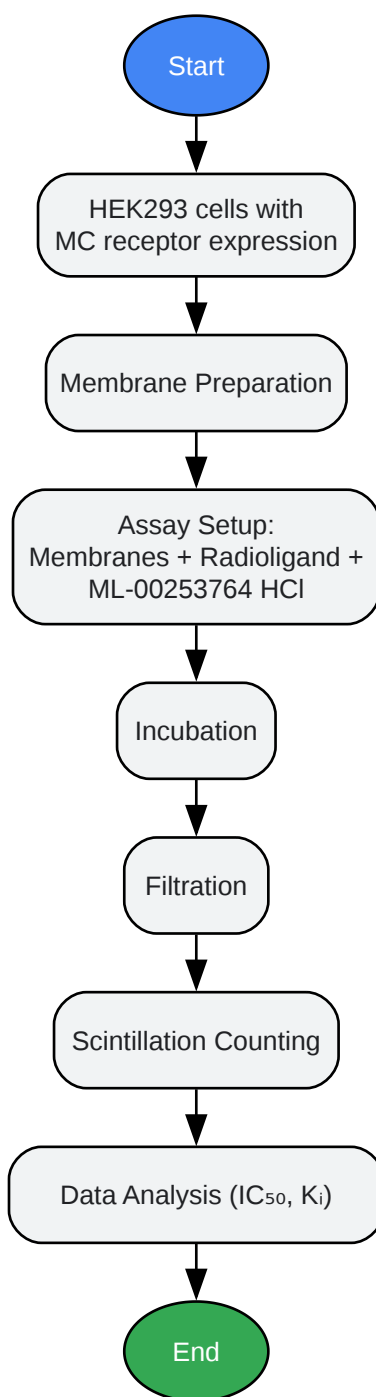 Start
HEK293 cells with
MC receptor expression
Membrane Preparation
Assay Setup:
Membranes + Radioligand +
ML-00253764 HCl
Incubation
Filtration
Scintillation Counting
Data Analysis (IC₅₀, Kᵢ)
End